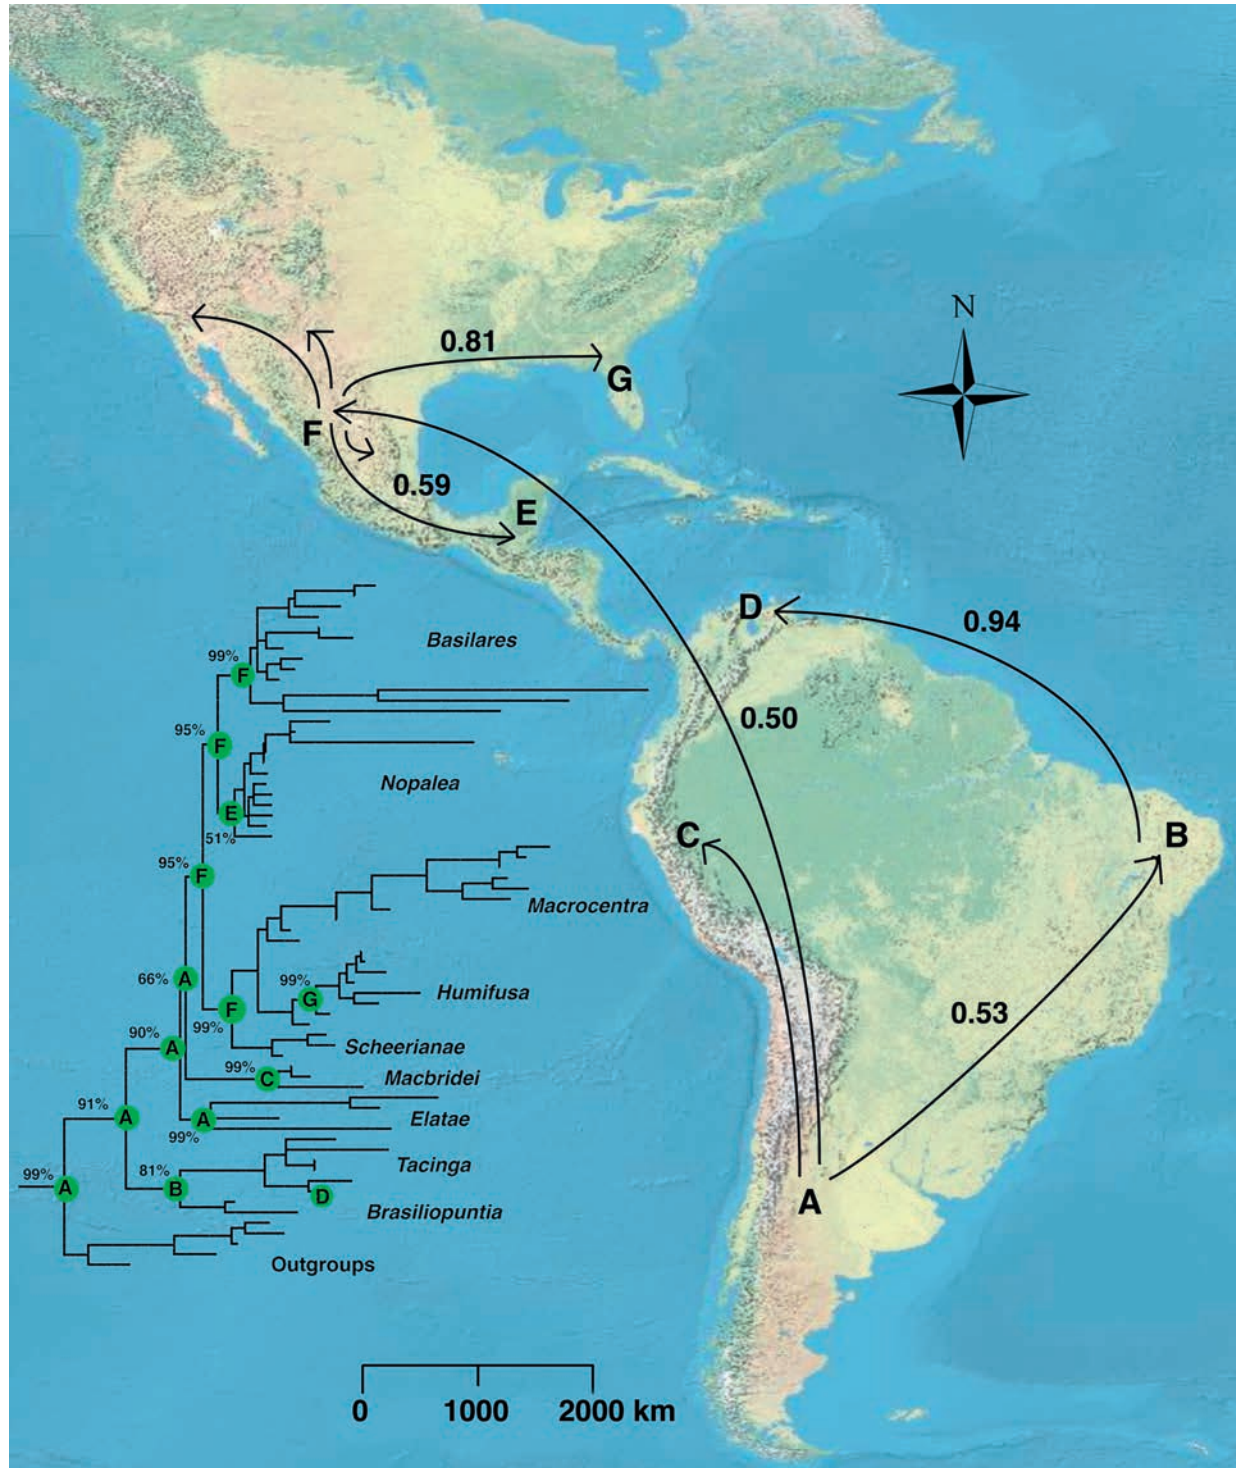 N
0.81
G
F
0.59
E
D
0.94
0.50
C
B
0.53
A
Basilares
99%
F
95%
F
Nopalea
E
51%
95%
F
Macrocentra
66%
A
99%
G
Humifusa
F
99%
90%
A
Scheerianae
99%
C
Macbridei
91%
A
A
Elatae
99%
Tacinga
81%
99%
A
B
D
Brasiliopuntia
Outgroups
0 1000 2000 km